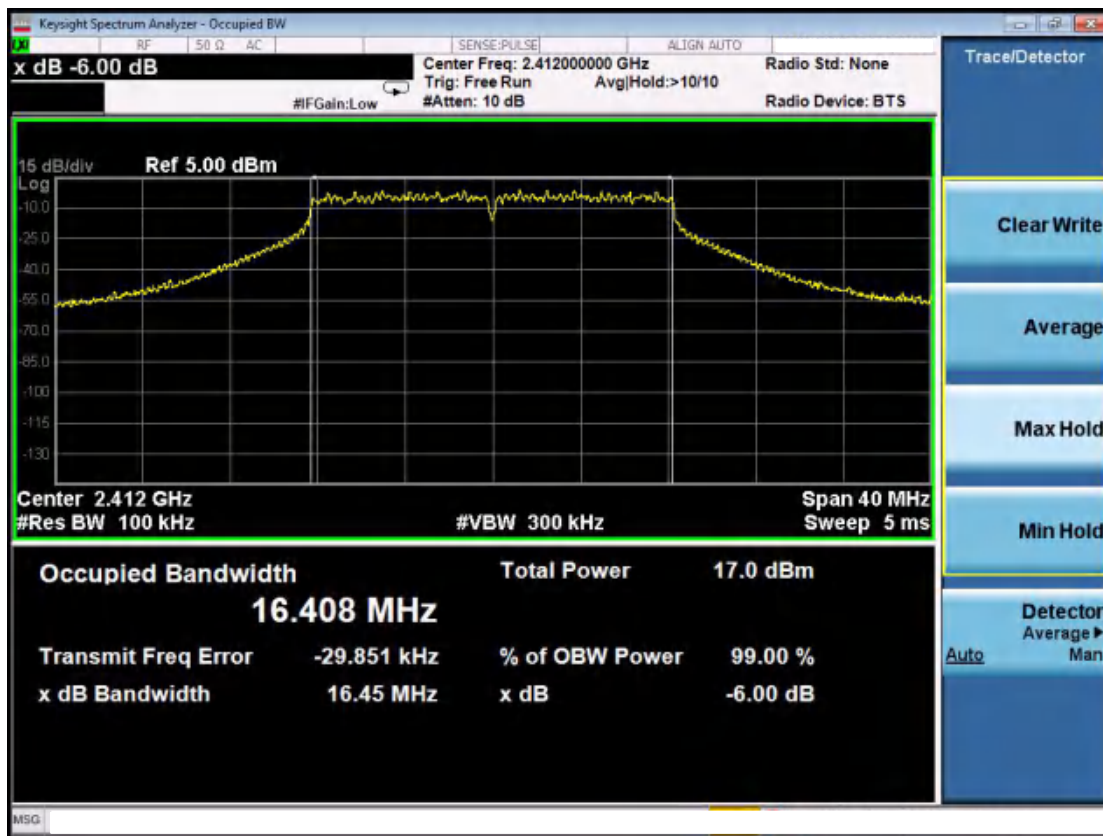 Keysight Spectrum Analyzer - Occupied BW
LXI RF 50 Ω AC SENSE:PULSE ALIGN AUTO
x dB -6.00 dB
Center Freq: 2.412000000 GHz
Radio Std: None
Trig: Free Run Avg|Hold:>10/10
#IFGain:Low #Atten: 10 dB Radio Device: BTS
15 dB/div Ref 5.00 dBm
Log
-10.0
-25.0
-40.0
-55.0
-70.0
-85.0
-100
-115
-130
Center 2.412 GHz Span 40 MHz
#Res BW 100 kHz #VBW 300 kHz Sweep 5 ms
Occupied Bandwidth Total Power 17.0 dBm
16.408 MHz
Transmit Freq Error -29.851 kHz % of OBW Power 99.00 %
x dB Bandwidth 16.45 MHz x dB -6.00 dB
MSG
Trace/Detector
Clear Write
Average
Max Hold
Min Hold
Detector
Average
Auto Man